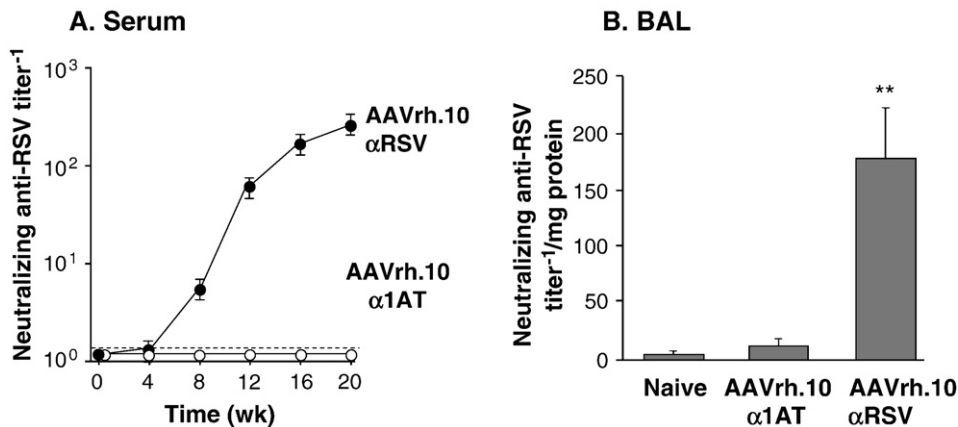 A. Serum
Neutralizing anti-RSV titer⁻¹
10³
10²
10¹
10⁰
AAVrh.10
αRSV
AAVrh.10
α1AT
0 4 8 12 16 20
Time (wk)
B. BAL
Neutralizing anti-RSV
titer⁻¹/mg protein
250
200
150
100
50
0
**
Naive AAVrh.10 AAVrh.10
α1AT αRSV